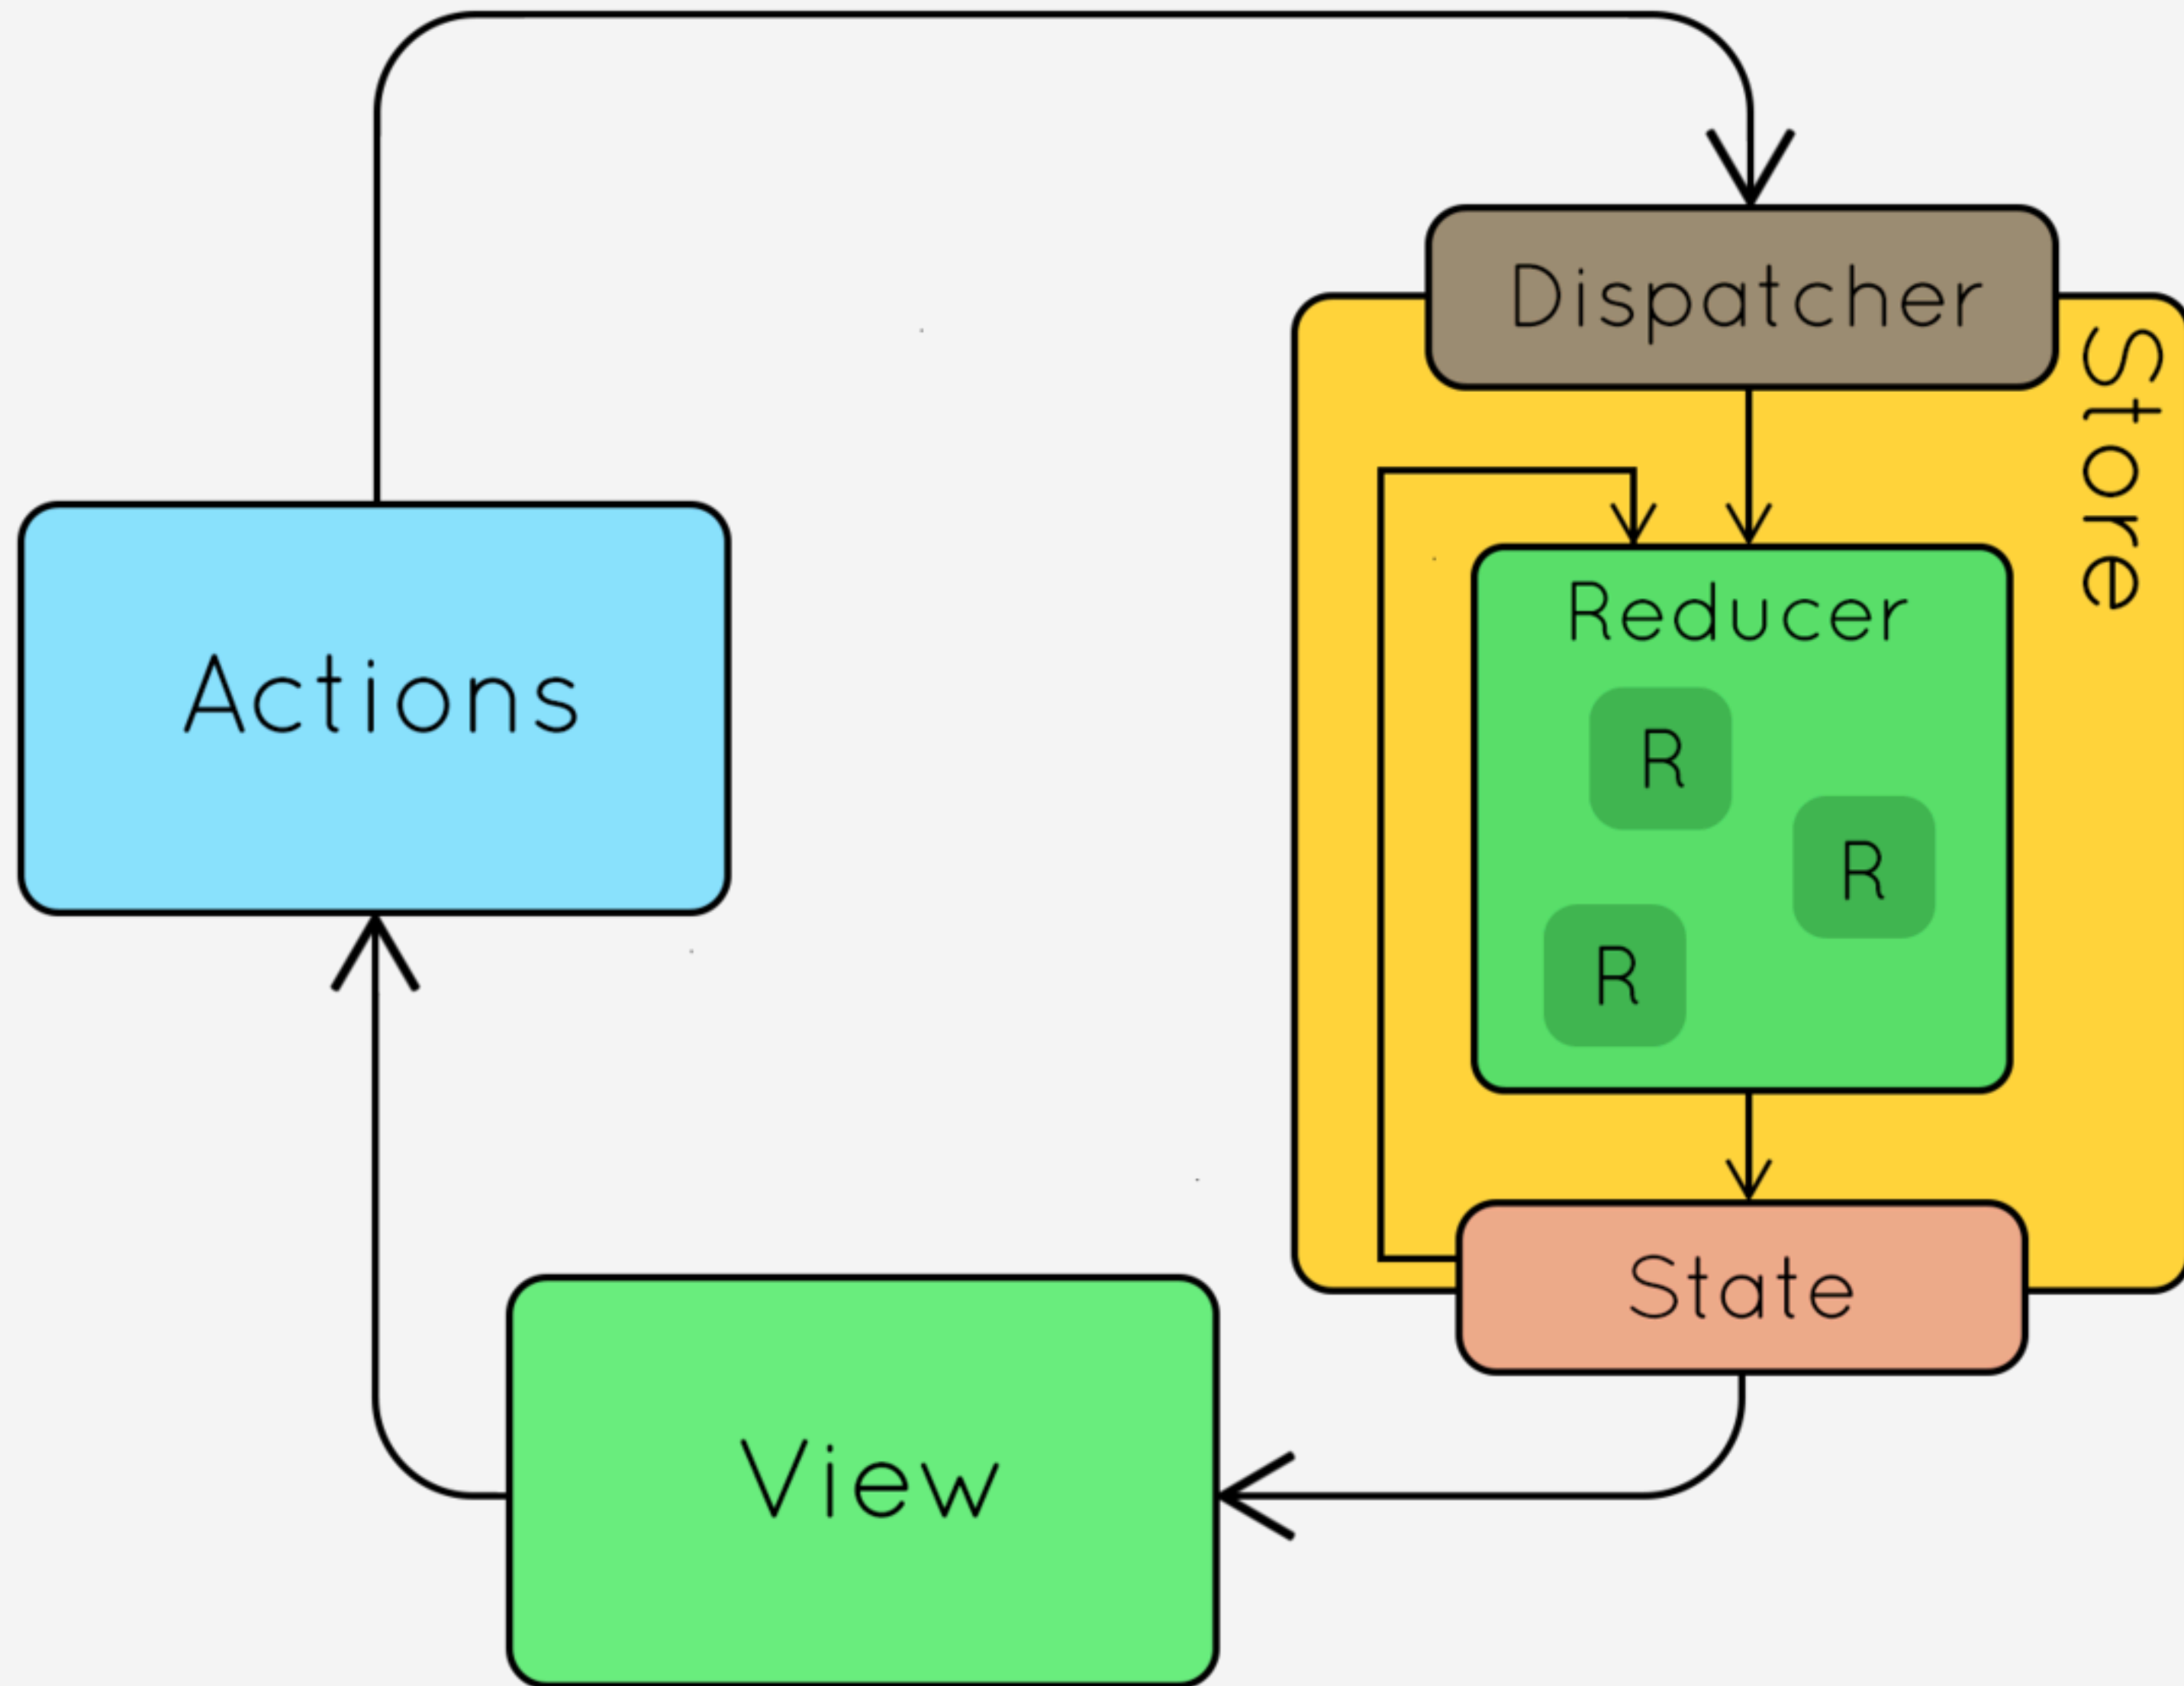 Dispatcher
Store
Reducer
R
R
R
Actions
State
View